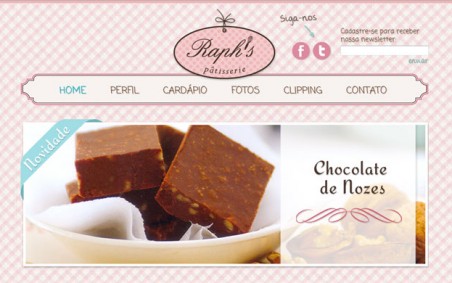 Siga-nos
Cadastre-se para receber
nossa newsletter
enviar
Raph's
pâtisserie
HOME PERFIL CARDÁPIO FOTOS CLIPPING CONTATO
Novidade
Chocolate
de Nozes